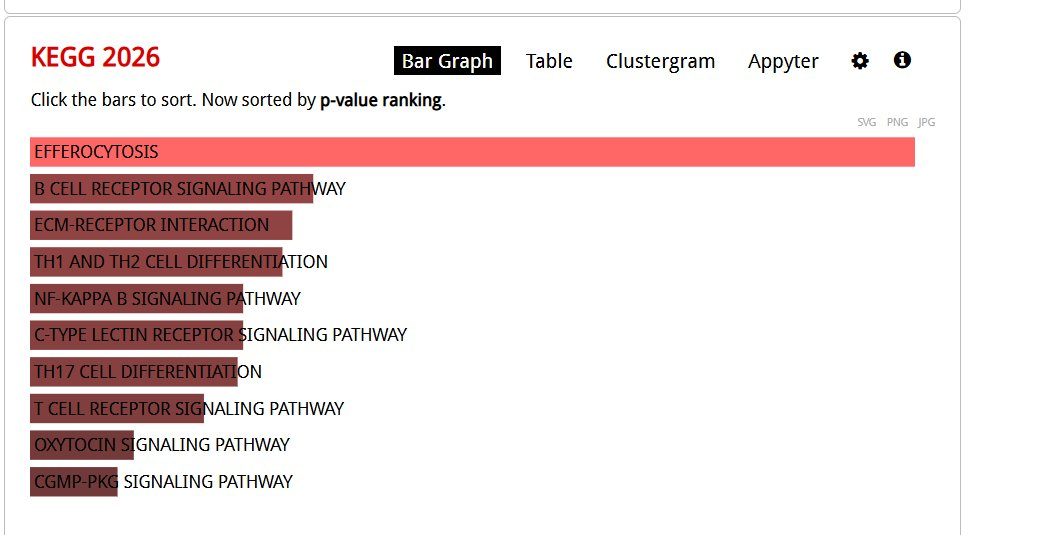 KEGG 2026
Bar Graph Table Clustergram Appyter
Click the bars to sort. Now sorted by p-value ranking.
SVG PNG JPG
EFFEROCYTOSIS
B CELL RECEPTOR SIGNALING PATHWAY
ECM-RECEPTOR INTERACTION
TH1 AND TH2 CELL DIFFERENTIATION
NF-KAPPA B SIGNALING PATHWAY
C-TYPE LECTIN RECEPTOR SIGNALING PATHWAY
TH17 CELL DIFFERENTIATION
T CELL RECEPTOR SIGNALING PATHWAY
OXYTOCIN SIGNALING PATHWAY
CGMP-PKG SIGNALING PATHWAY